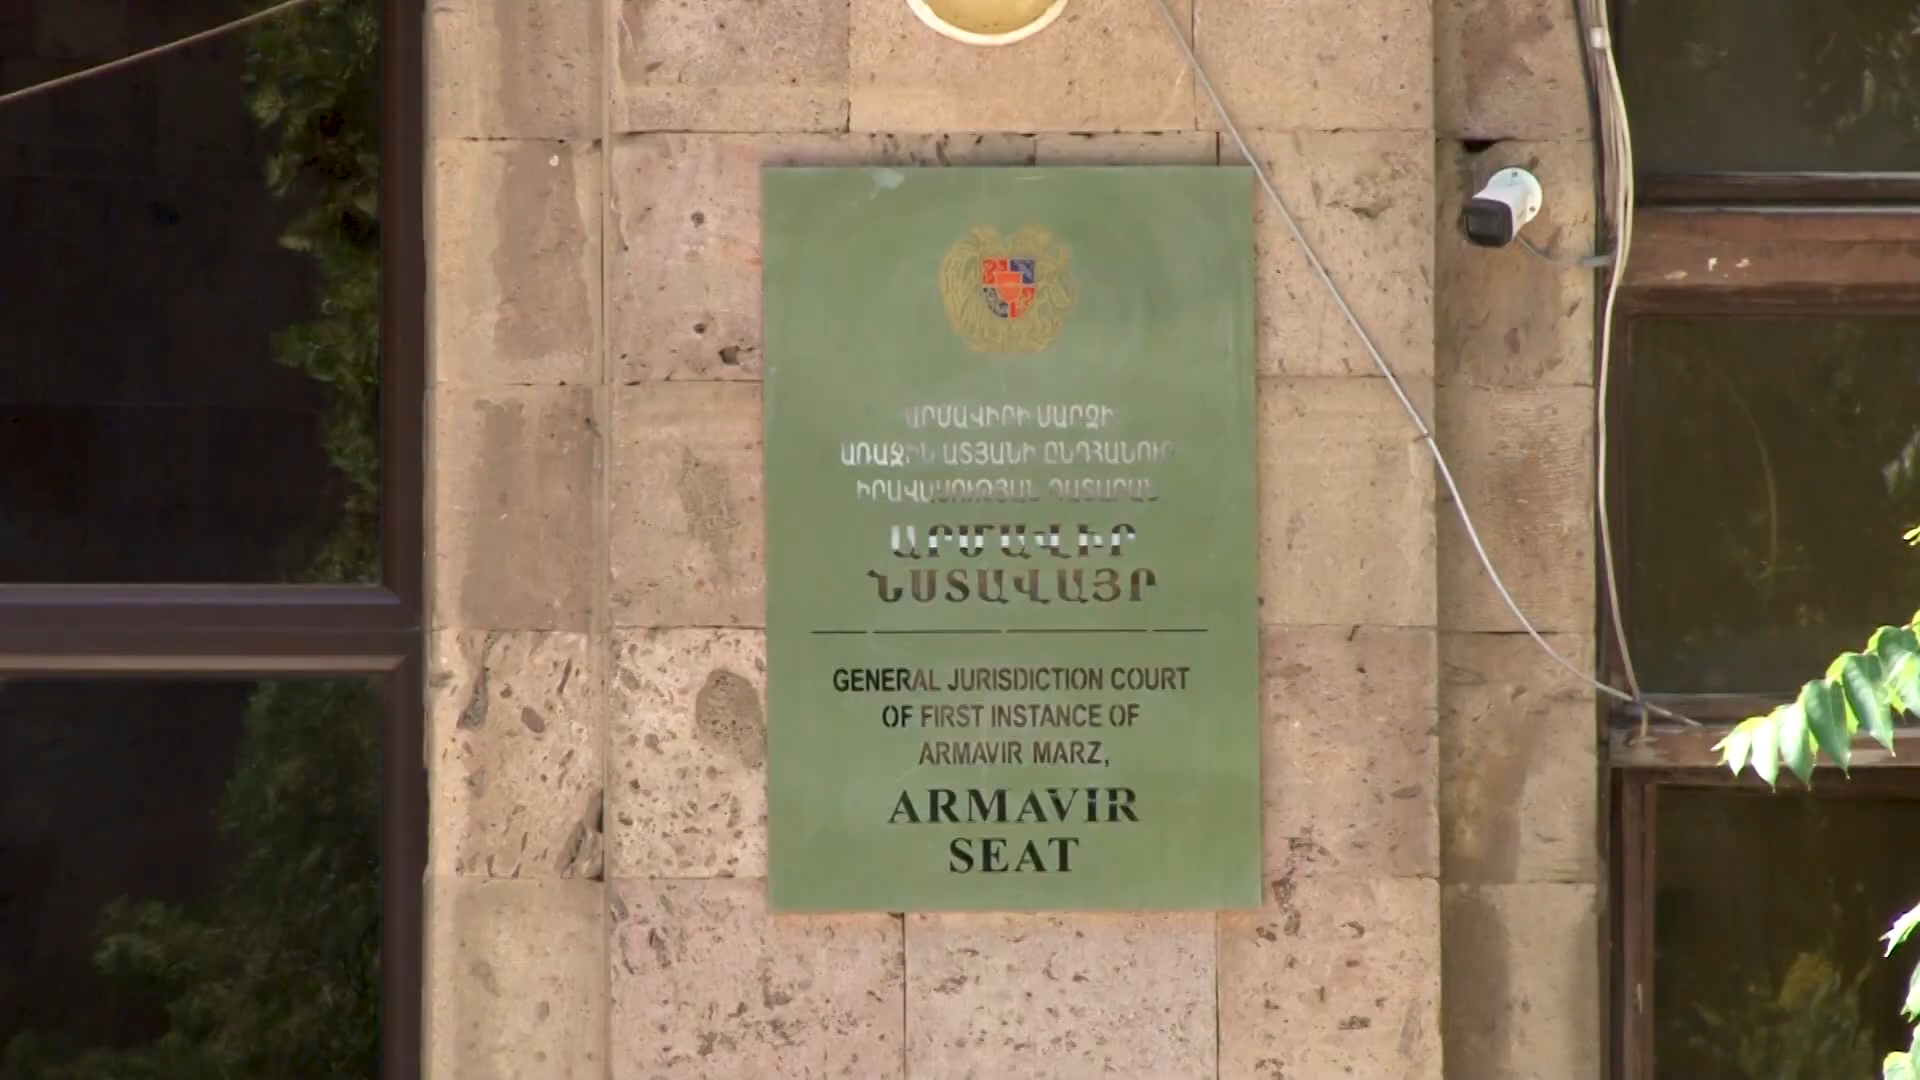 ԱՐՄԱՎԻՐԻ ՄԱՐԶԻ
ԱՌԱՋԻՆ ԱՏՅԱՆԻ ԸՆԴՀԱՆՈՒՐ
ԻՐԱՎԱՍՈՒԹՅԱՆ ԴԱՏԱՐԱՆ
ԱՐՄԱՎԻՐ
ՆՍՏԱՎԱՅՐ
GENERAL JURISDICTION COURT
OF FIRST INSTANCE OF
ARMAVIR MARZ,
ARMAVIR
SEAT